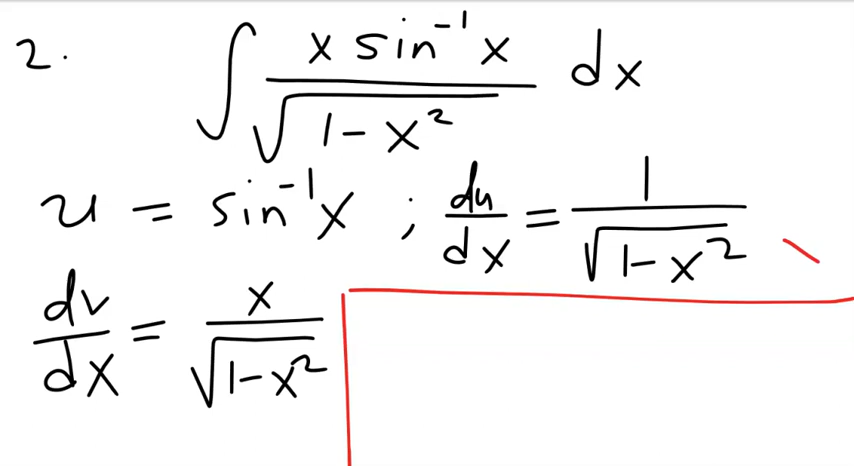 2. ∫ x sin⁻¹x / √(1-x²) dx
u = sin⁻¹x ; du/dx = 1/√(1-x²)
dv/dx = x/√(1-x²)